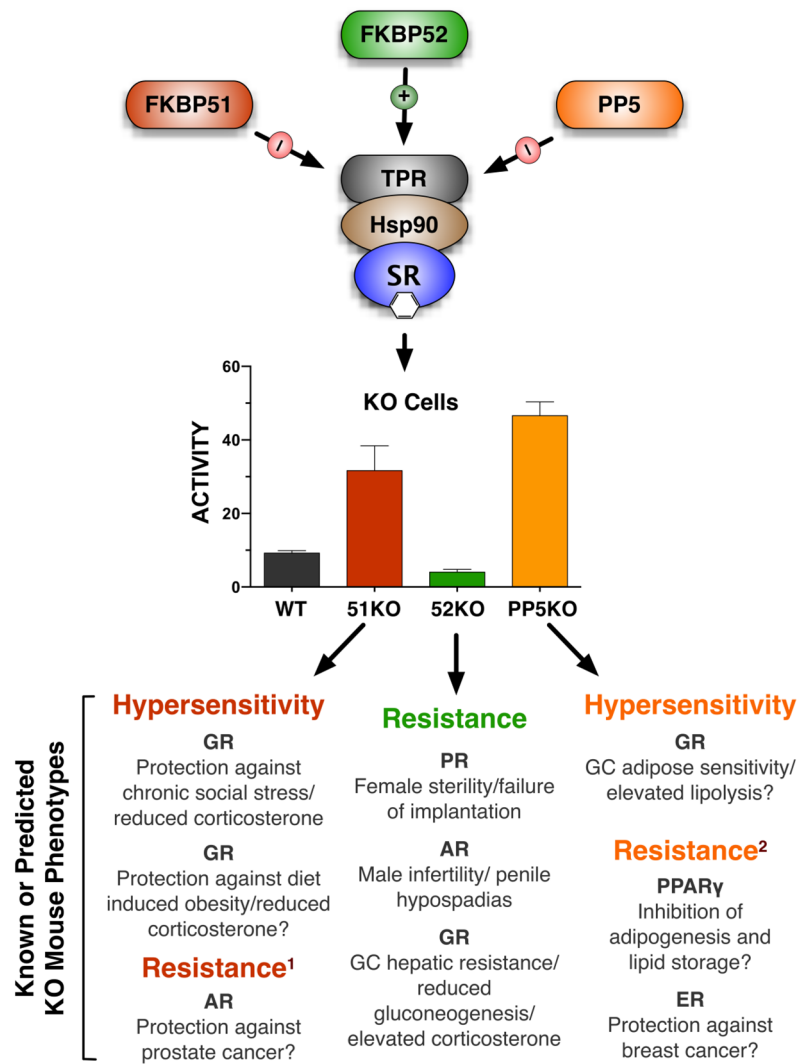 FKBP52
FKBP51
PP5
+
–
–
TPR
Hsp90
SR
60
40
20
0
ACTIVITY
KO Cells
WT 51KO 52KO PP5KO
Known or Predicted
KO Mouse Phenotypes
Hypersensitivity
GR
Protection against
chronic social stress/
reduced corticosterone
GR
Protection against diet
induced obesity/reduced
corticosterone?
Resistance¹
AR
Protection against
prostate cancer?
Resistance
PR
Female sterility/failure
of implantation
AR
Male infertility/ penile
hypospadias
GR
GC hepatic resistance/
reduced
gluconeogenesis/
elevated corticosterone
Hypersensitivity
GR
GC adipose sensitivity/
elevated lipolysis?
Resistance²
PPARγ
Inhibition of
adipogenesis and
lipid storage?
ER
Protection against
breast cancer?